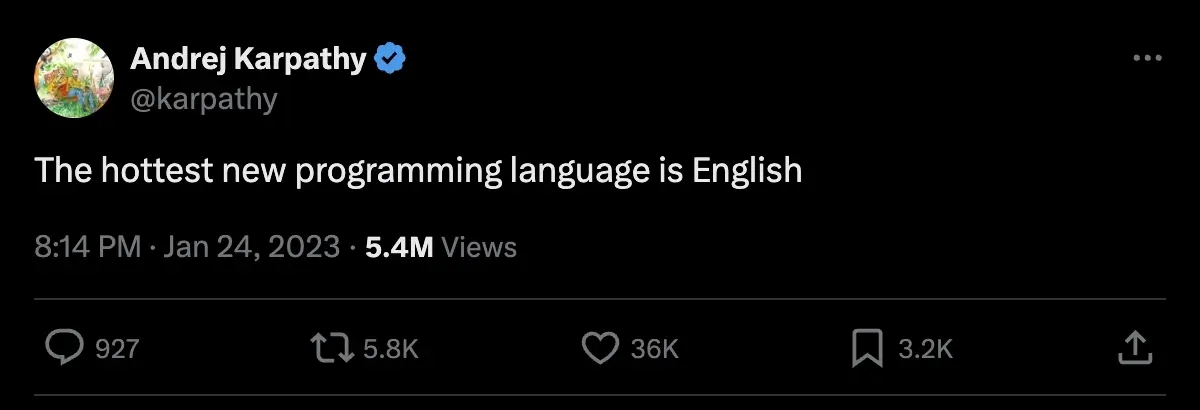 Andrej Karpathy
@karpathy
The hottest new programming language is English
8:14 PM · Jan 24, 2023 · 5.4M Views
927 5.8K 36K 3.2K